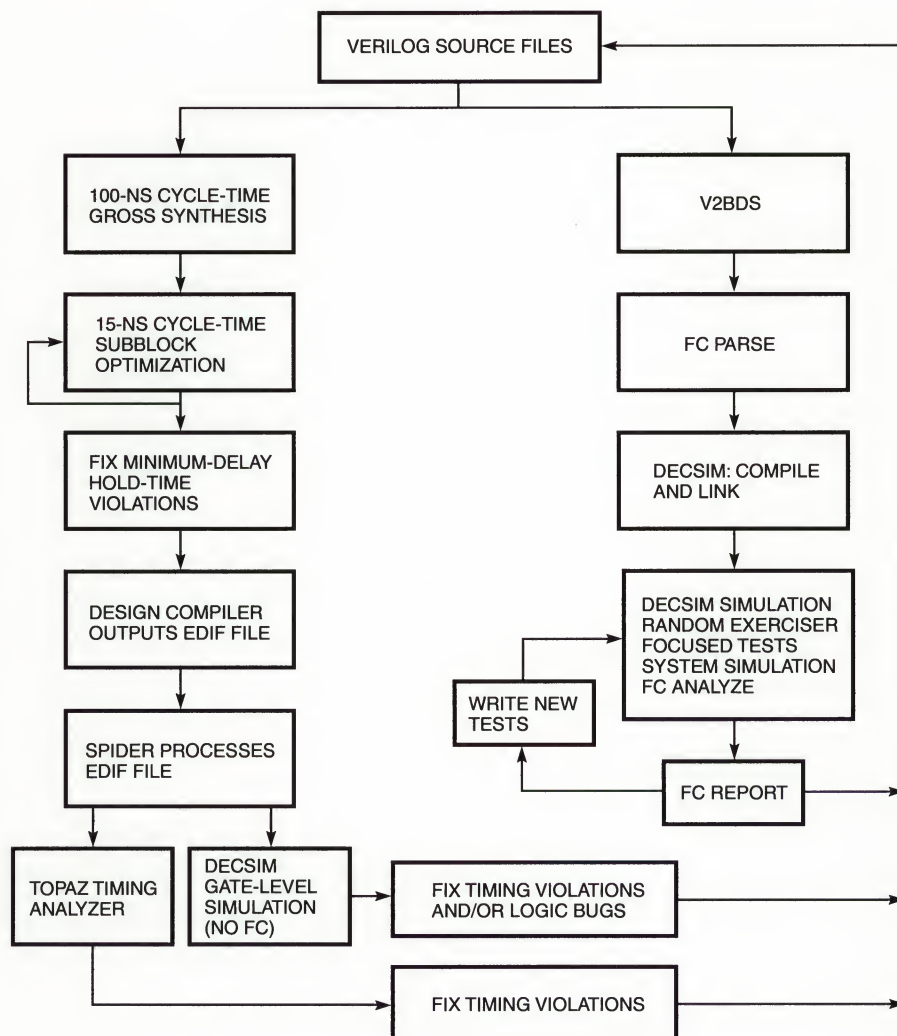 VERILOG SOURCE FILES
100-NS CYCLE-TIME
GROSS SYNTHESIS
15-NS CYCLE-TIME
SUBBLOCK
OPTIMIZATION
FIX MINIMUM-DELAY
HOLD-TIME
VIOLATIONS
DESIGN COMPILER
OUTPUTS EDIF FILE
SPIDER PROCESSES
EDIF FILE
TOPAZ TIMING
ANALYZER
DECSIM
GATE-LEVEL
SIMULATION
(NO FC)
FIX TIMING VIOLATIONS
AND/OR LOGIC BUGS
FIX TIMING VIOLATIONS
V2BDS
FC PARSE
DECSIM: COMPILE
AND LINK
DECSIM SIMULATION
RANDOM EXERCISER
FOCUSED TESTS
SYSTEM SIMULATION
FC ANALYZE
WRITE NEW
TESTS
FC REPORT